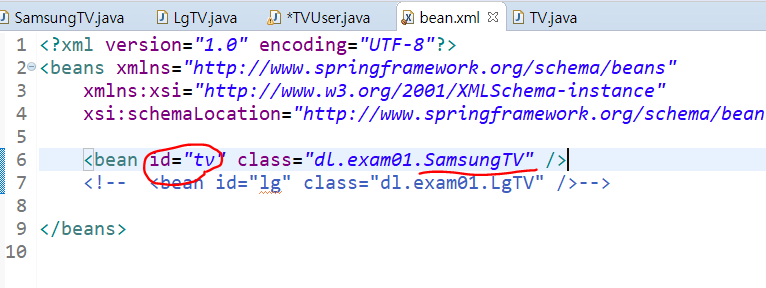 SamsungTV.java LgTV.java *TVUser.java bean.xml TV.java
1 <?xml version="1.0" encoding="UTF-8"?>
2 <beans xmlns="http://www.springframework.org/schema/beans"
3 xmlns:xsi="http://www.w3.org/2001/XMLSchema-instance"
4 xsi:schemaLocation="http://www.springframework.org/schema/bean
5
6 <bean id="tv" class="dl.exam01.SamsungTV" />
7 <!-- <bean id="lg" class="dl.exam01.LgTV" />-->
8
9 </beans>
10